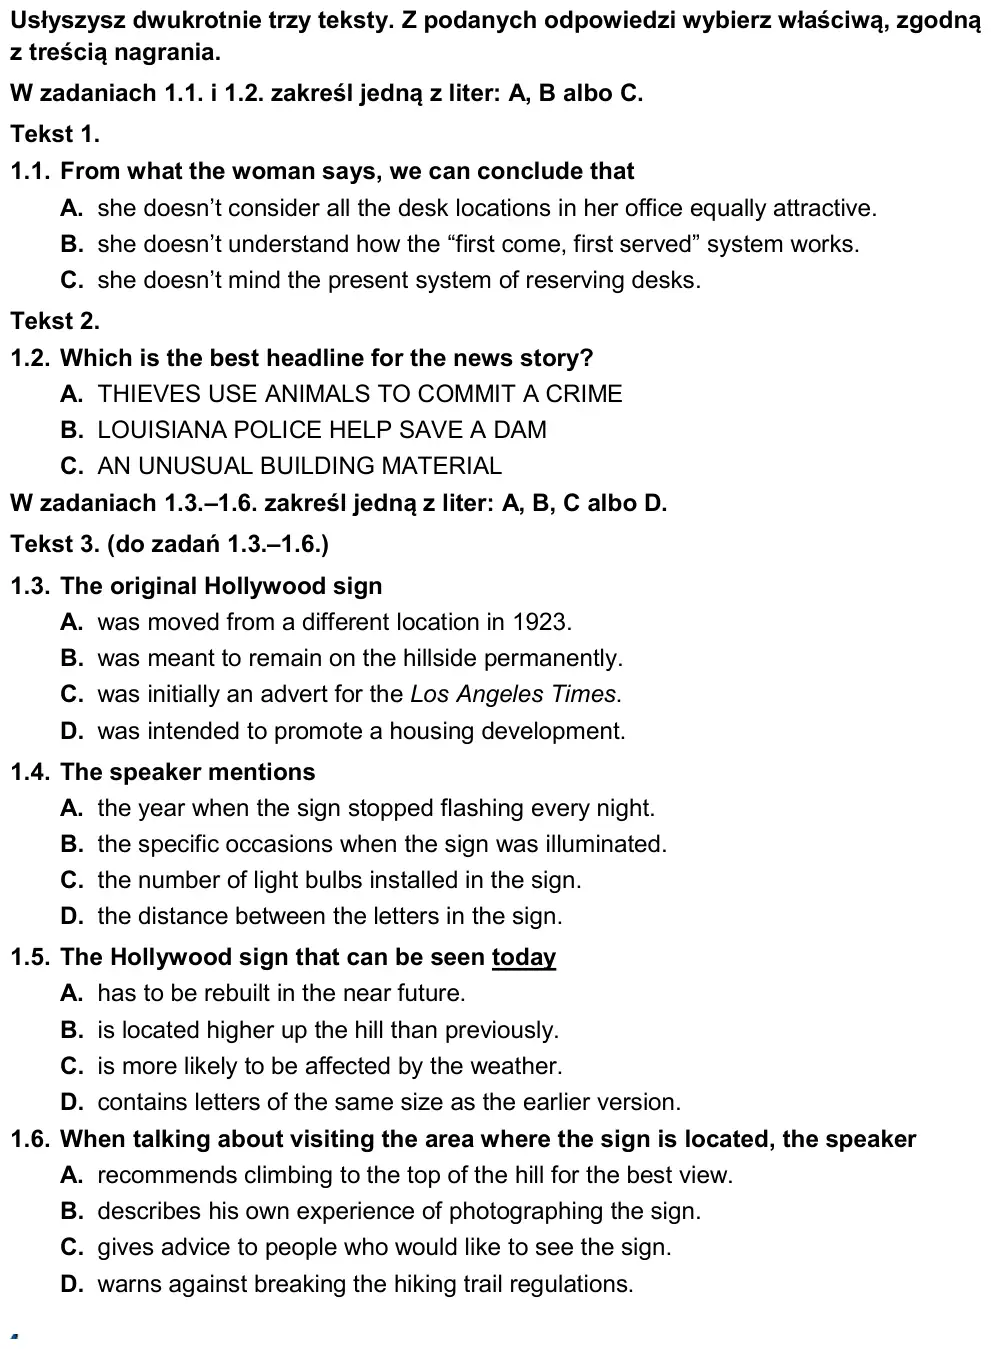 Usłyszysz dwukrotnie trzy teksty. Z podanych odpowiedzi wybierz właściwą, zgodną
z treścią nagrania.
W zadaniach 1.1. i 1.2. zakreśl jedną z liter: A, B albo C.
Tekst 1.
1.1. From what the woman says, we can conclude that
A. she doesn’t consider all the desk locations in her office equally attractive.
B. she doesn’t understand how the “first come, first served” system works.
C. she doesn’t mind the present system of reserving desks.
Tekst 2.
1.2. Which is the best headline for the news story?
A. THIEVES USE ANIMALS TO COMMIT A CRIME
B. LOUISIANA POLICE HELP SAVE A DAM
C. AN UNUSUAL BUILDING MATERIAL
W zadaniach 1.3.–1.6. zakreśl jedną z liter: A, B, C albo D.
Tekst 3. (do zadań 1.3.–1.6.)
1.3. The original Hollywood sign
A. was moved from a different location in 1923.
B. was meant to remain on the hillside permanently.
C. was initially an advert for the Los Angeles Times.
D. was intended to promote a housing development.
1.4. The speaker mentions
A. the year when the sign stopped flashing every night.
B. the specific occasions when the sign was illuminated.
C. the number of light bulbs installed in the sign.
D. the distance between the letters in the sign.
1.5. The Hollywood sign that can be seen today
A. has to be rebuilt in the near future.
B. is located higher up the hill than previously.
C. is more likely to be affected by the weather.
D. contains letters of the same size as the earlier version.
1.6. When talking about visiting the area where the sign is located, the speaker
A. recommends climbing to the top of the hill for the best view.
B. describes his own experience of photographing the sign.
C. gives advice to people who would like to see the sign.
D. warns against breaking the hiking trail regulations.